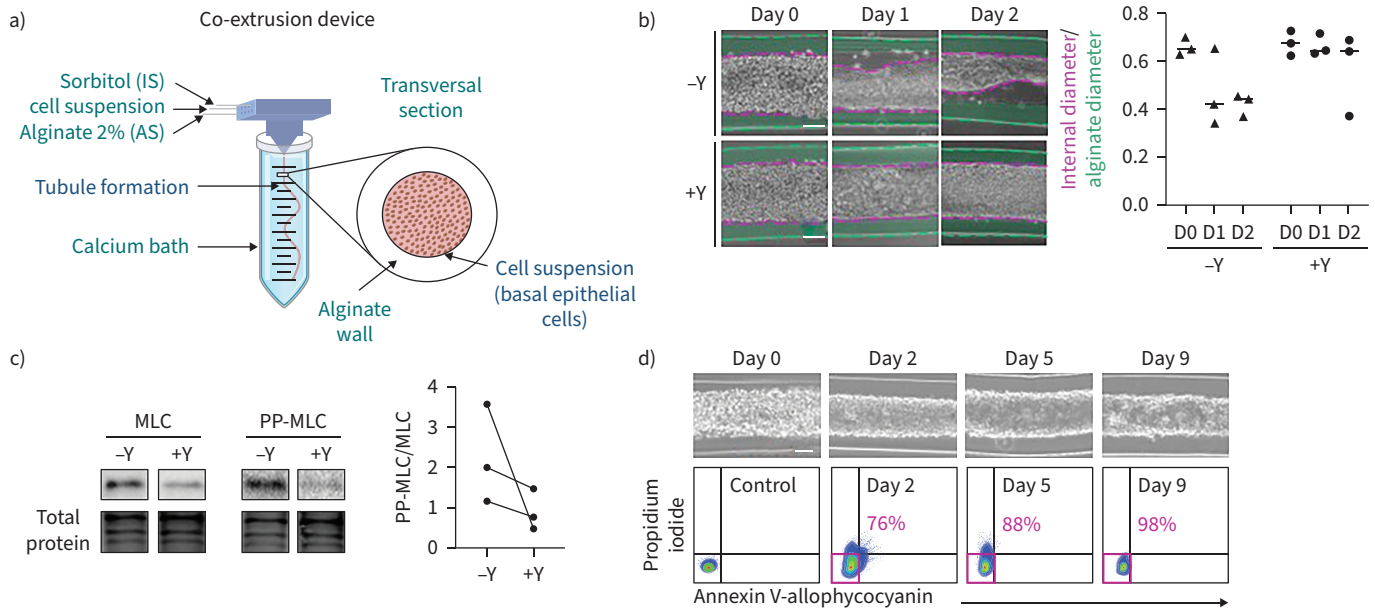 a)
Co-extrusion device
Sorbitol (IS)
cell suspension
Alginate 2% (AS)
Tubule formation
Calcium bath
Transversal
section
Cell suspension
(basal epithelial
cells)
Alginate
wall
b)
Day 0 Day 1 Day 2
–Y
+Y
Internal diameter/
alginate diameter
0.8
0.6
0.4
0.2
0.0
D0 D1 D2 D0 D1 D2
–Y +Y
c)
MLC PP-MLC
–Y +Y –Y +Y
Total
protein
PP-MLC/MLC
4
3
2
1
0
–Y +Y
d)
Day 0 Day 2 Day 5 Day 9
Propidium
iodide
Control Day 2 Day 5 Day 9
76% 88% 98%
Annexin V-allophycocyanin